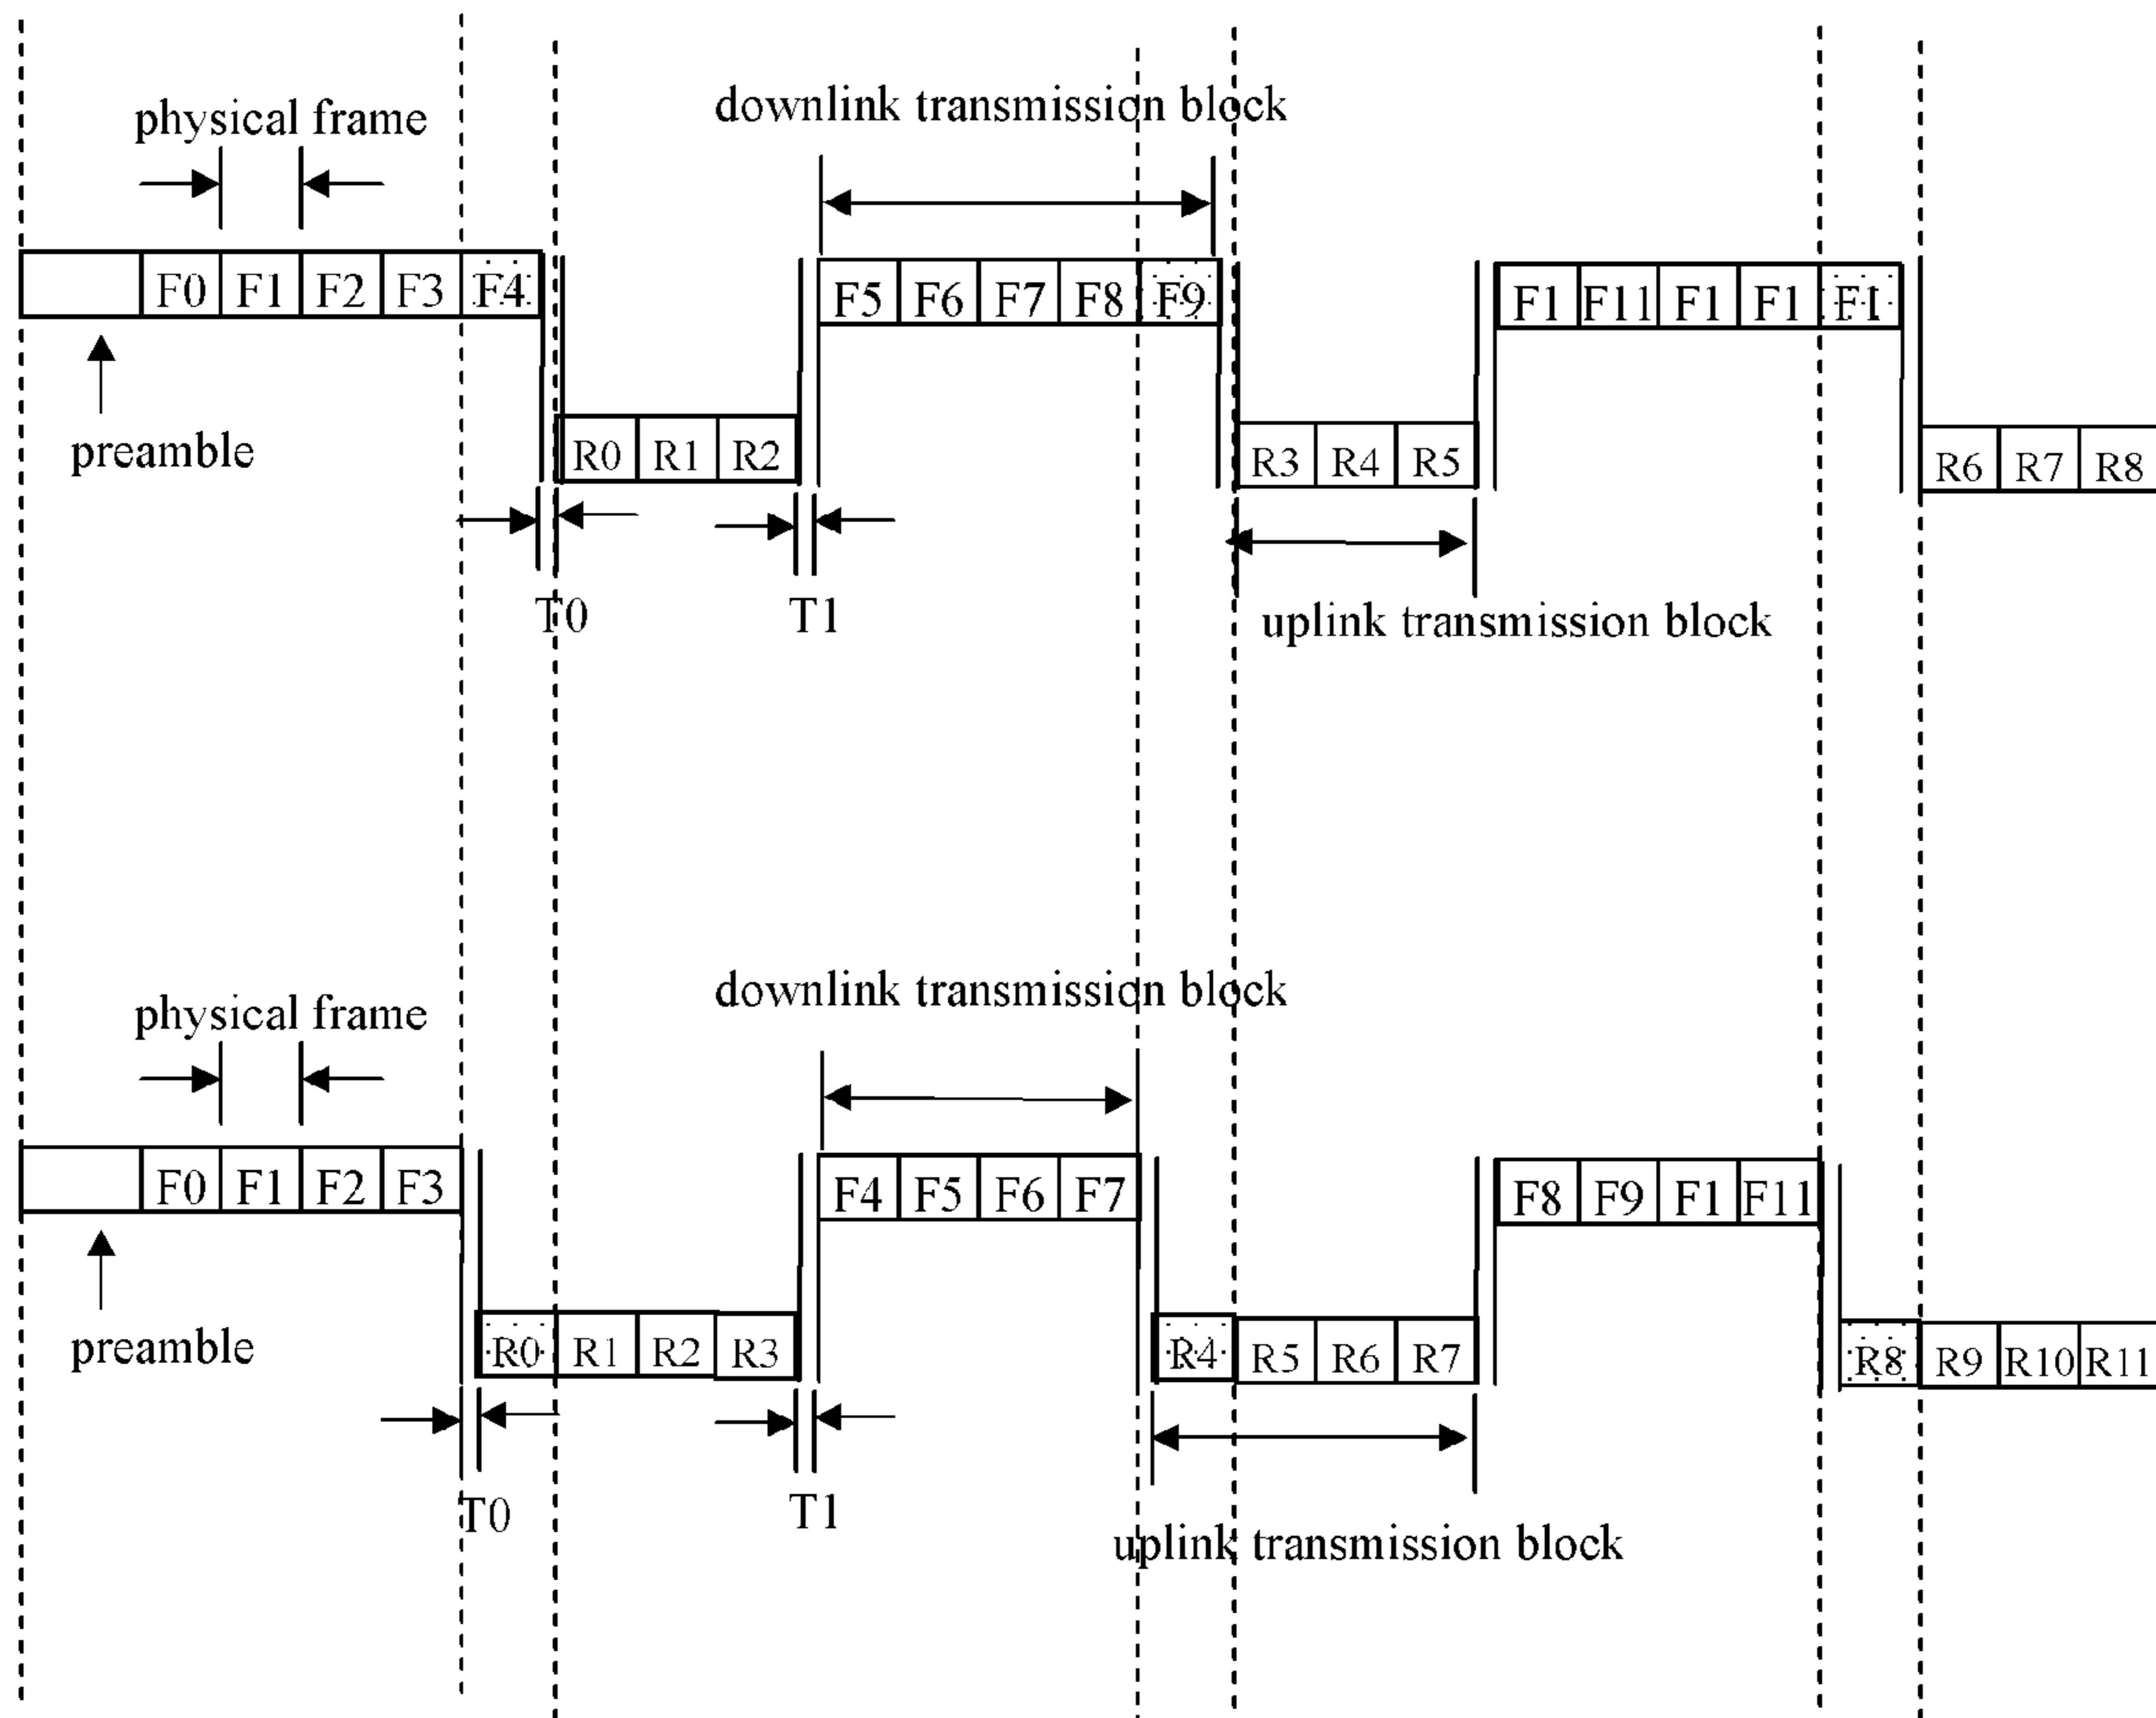 downlink transmission block
physical frame
F0 F1 F2 F3 F4 F5 F6 F7 F8 F9 F1 F11 F1 F1 F1
preamble
R0 R1 R2 R3 R4 R5 R6 R7 R8
T0 T1
uplink transmission block
downlink transmission block
physical frame
F0 F1 F2 F3 F4 F5 F6 F7 F8 F9 F1 F11
preamble
R0 R1 R2 R3 R4 R5 R6 R7 R8 R9 R10 R11
T0 T1
uplink transmission block